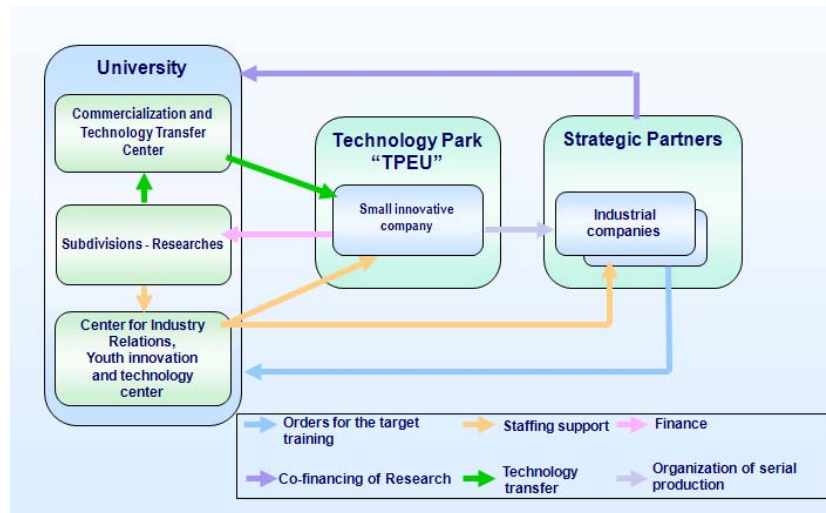 University
Commercialization and
Technology Transfer
Center
Subdivisions - Researches
Center for Industry
Relations,
Youth innovation
and technology
center
Technology Park
“TPEU”
Small innovative
company
Strategic Partners
Industrial
companies
Orders for the target
training
Staffing support
Finance
Co-financing of Research
Technology
transfer
Organization of serial
production